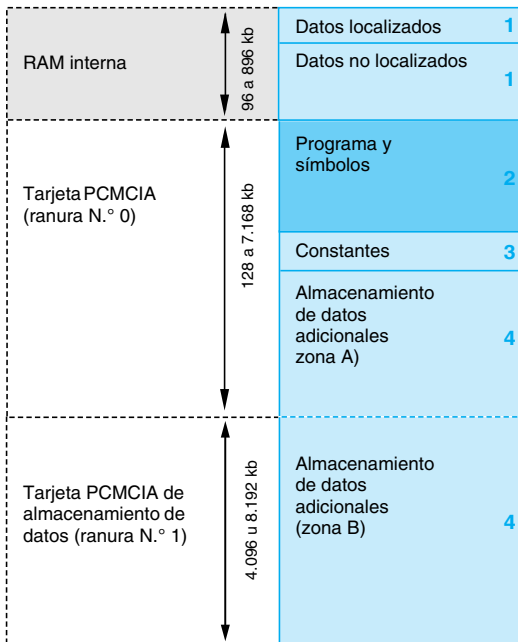 Datos localizados 1
RAM interna
96 a 896 kb
Datos no localizados 1
Tarjeta PCMCIA
(ranura N.° 0)
128 a 7.168 kb
Programa y
símbolos
2
Constantes 3
Almacenamiento
de datos
adicionales
zona A)
4
Tarjeta PCMCIA de
almacenamiento de
datos (ranura N.° 1)
4.096 u 8.192 kb
Almacenamiento
de datos
adicionales
(zona B)
4